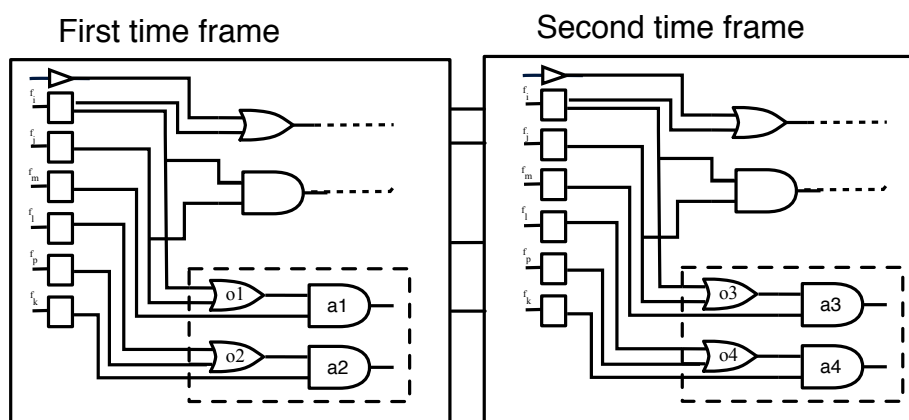 First time frame
Second time frame
f_i
f_j
f_m
f_l
f_p
f_k
o1
a1
o2
a2
f_i
f_j
f_m
f_l
f_p
f_k
o3
a3
o4
a4